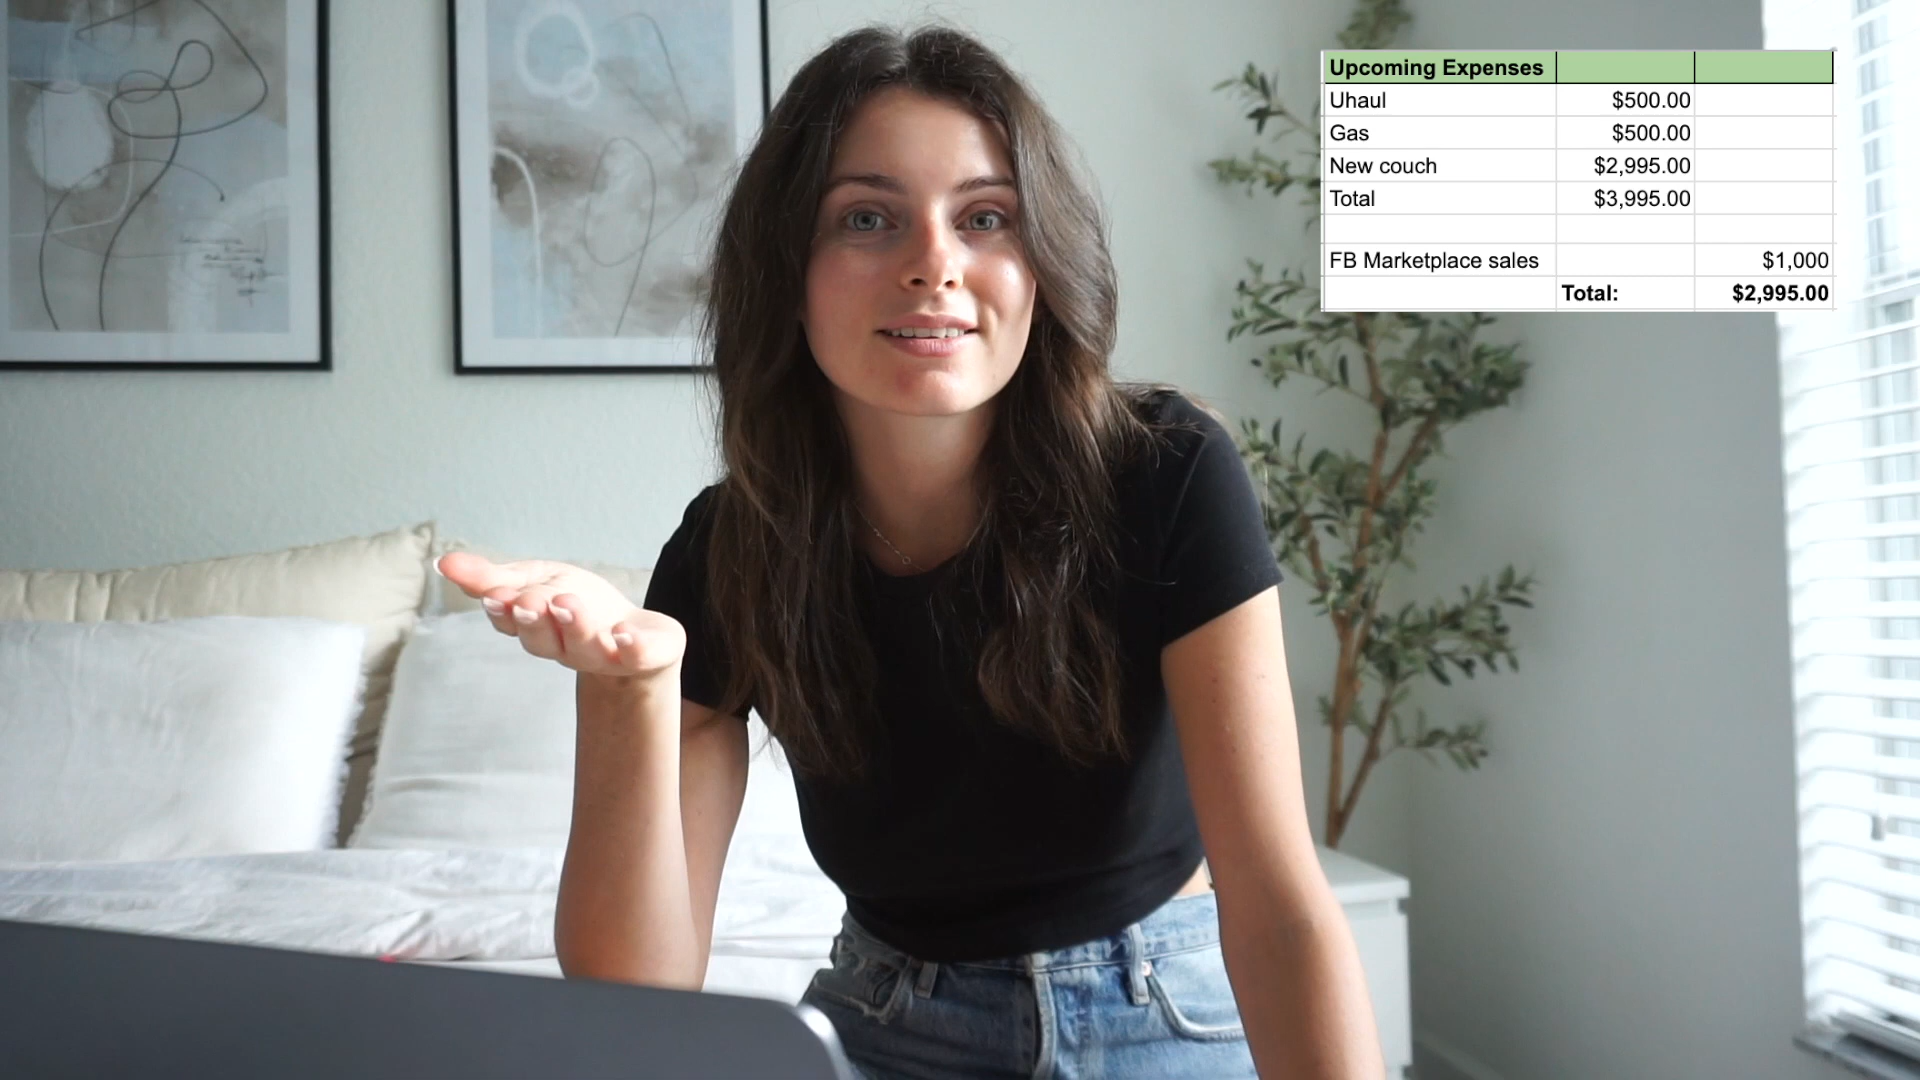 Upcoming Expenses
Uhaul $500.00
Gas $500.00
New couch $2,995.00
Total $3,995.00
FB Marketplace sales $1,000
Total: $2,995.00